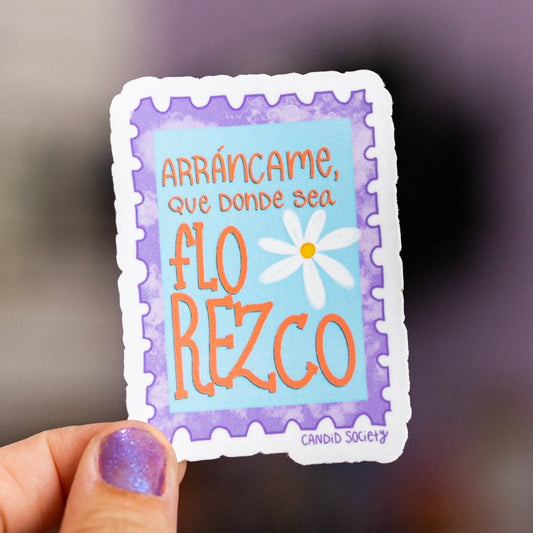 ARRÁNCAME,
QUE DONDE SEA
FLO
REZCO
CANDID SOCIETY